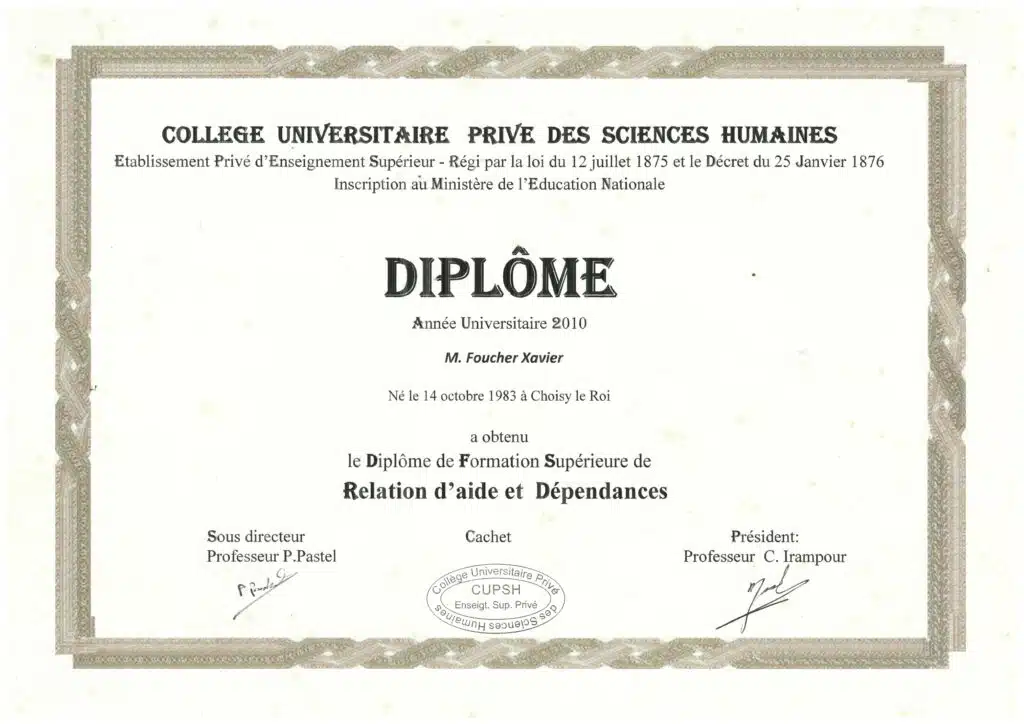 COLLEGE UNIVERSITAIRE PRIVE DES SCIENCES HUMAINES
Etablissement Privé d'Enseignement Supérieur - Régi par la loi du 12 juillet 1875 et le Décret du 25 Janvier 1876
Inscription au Ministère de l'Education Nationale
DIPLÔME
Année Universitaire 2010
M. Foucher Xavier
Né le 14 octobre 1983 à Choisy le Roi
a obtenu
le Diplôme de Formation Supérieure de
Relation d'aide et Dépendances
Sous directeur
Professeur P.Pastel
Cachet
Président:
Professeur C. Irampour
Collège Universitaire Privé
CUPSH
Enseigt. Sup. Privé
des Sciences Humaines